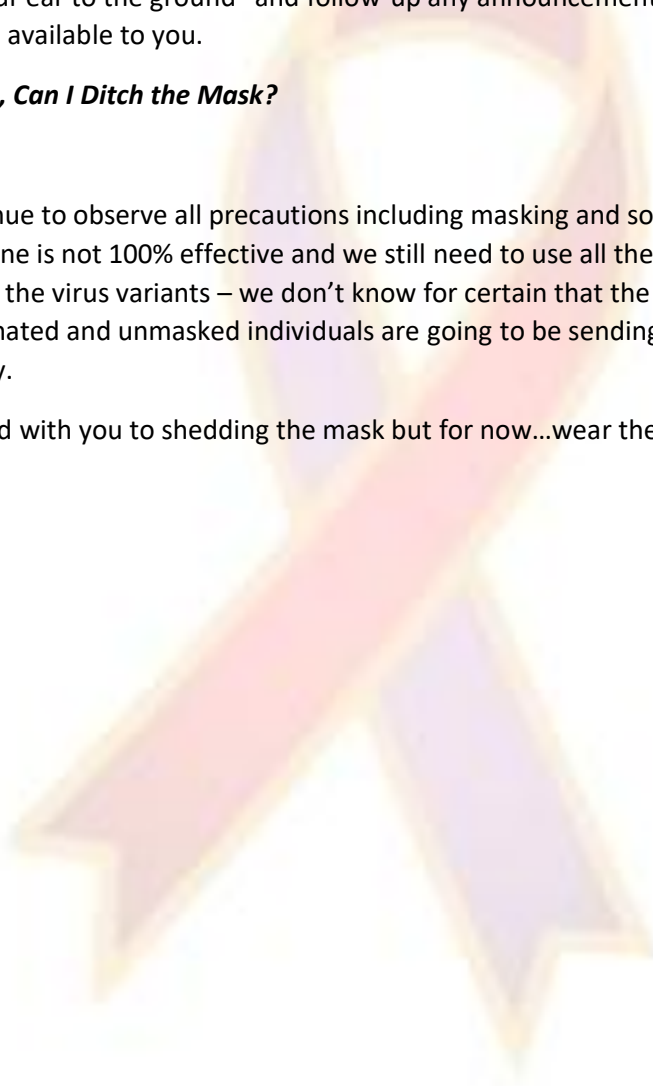 ur ear to the ground" and follow-up any announcement
available to you.
, Can I Ditch the Mask?
nue to observe all precautions including masking and so
ne is not 100% effective and we still need to use all the
the virus variants – we don't know for certain that the
nated and unmasked individuals are going to be sending
y.
d with you to shedding the mask but for now…wear the